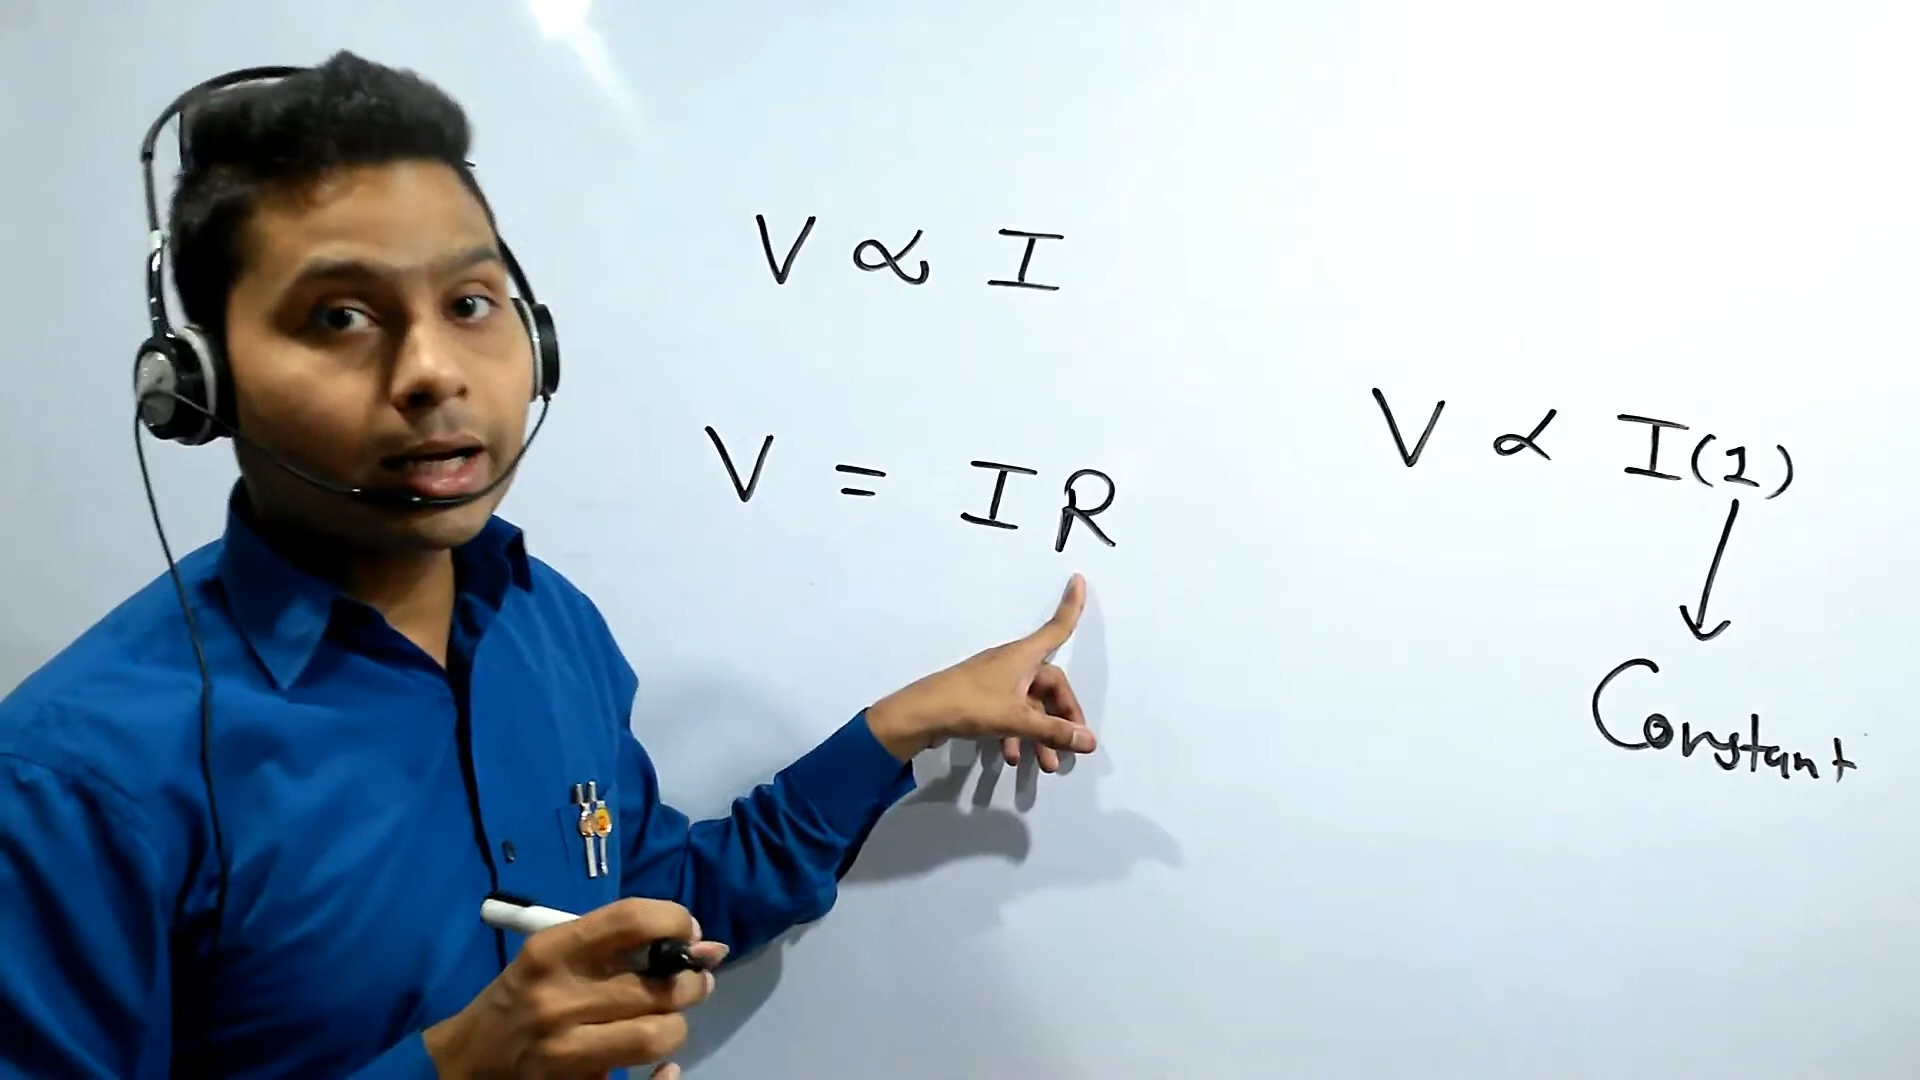 V ∝ I
V = IR
V ∝ I(1)
Constant